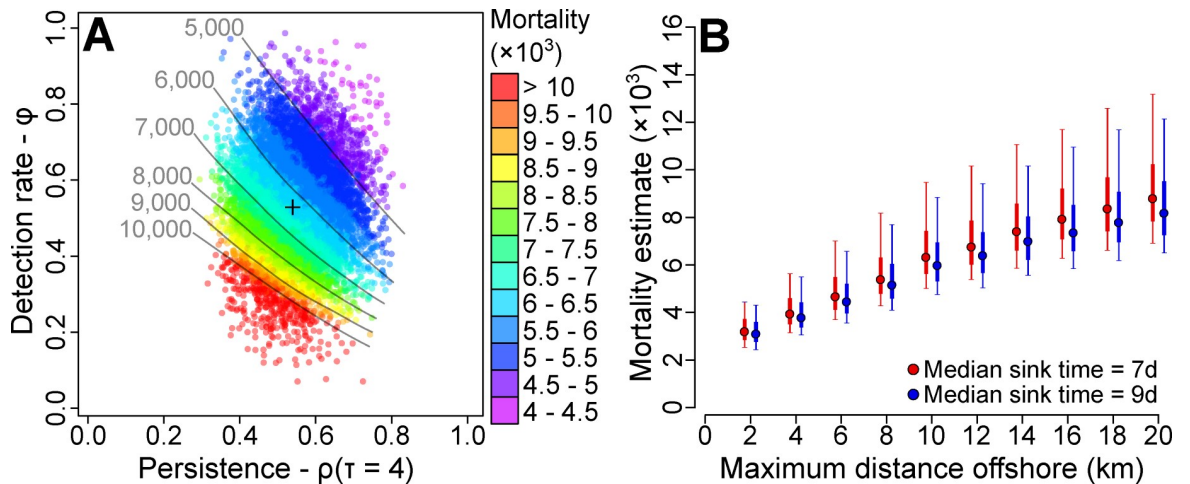 A
Mortality
(×10³)
5,000
6,000
7,000
8,000
9,000
10,000
1.0
0.8
0.6
0.4
0.2
0.0
Detection rate - φ
0.0 0.2 0.4 0.6 0.8 1.0
Persistence - ρ(τ = 4)
> 10
9.5 - 10
9 - 9.5
8.5 - 9
8 - 8.5
7.5 - 8
7 - 7.5
6.5 - 7
6 - 6.5
5.5 - 6
5 - 5.5
4.5 - 5
4 - 4.5
B
16
14
12
10
8
6
4
2
0
Mortality estimate (×10³)
Median sink time = 7d
Median sink time = 9d
0 2 4 6 8 10 12 14 16 18 20
Maximum distance offshore (km)